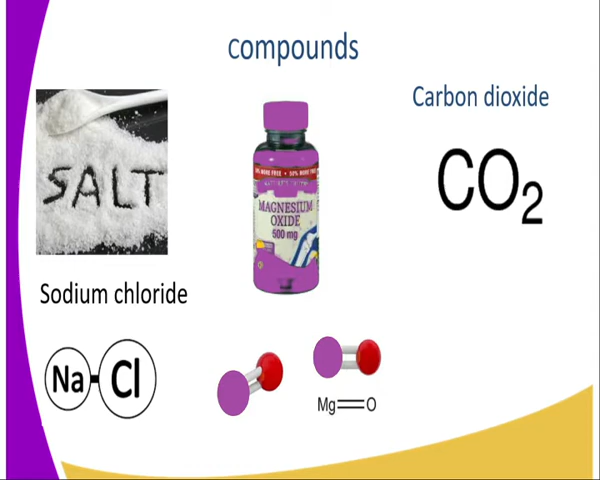 compounds
Carbon dioxide
CO2
SALT
MAGNESIUM
OXIDE
500 mg
Sodium chloride
Na-Cl
Mg=O